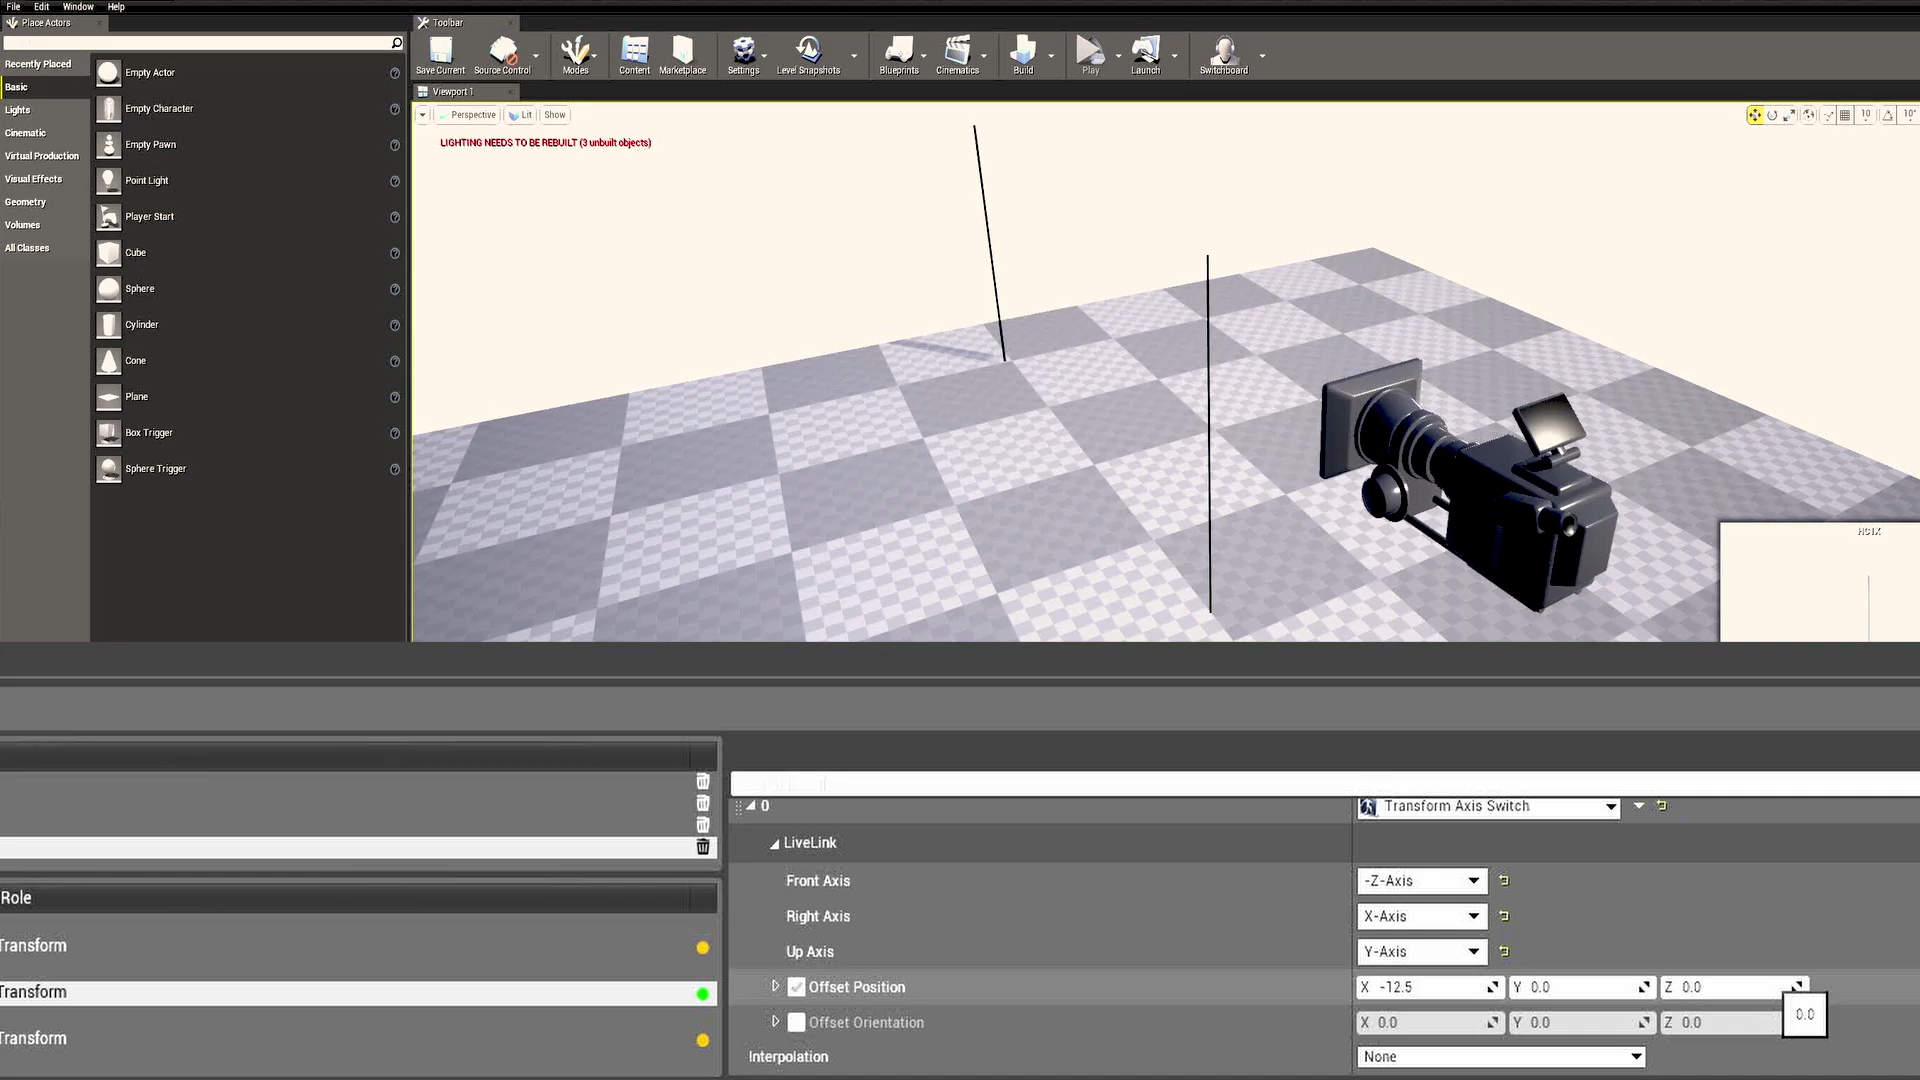 File Edit Window Help
Place Actors
Toolbar
Recently Placed
Basic
Lights
Cinematic
Virtual Production
Visual Effects
Geometry
Volumes
All Classes
Empty Actor
Empty Character
Empty Pawn
Point Light
Player Start
Cube
Sphere
Cylinder
Cone
Plane
Box Trigger
Sphere Trigger
Save Current Source Control Modes Content Marketplace Settings Level Snapshots Blueprints Cinematics Build Play Launch Switchboard
Viewport 1
Perspective Lit Show
10 10°
LIGHTING NEEDS TO BE REBUILT (3 unbuilt objects)
HC1X
Role
Transform
Transform
Transform
0 Transform Axis Switch
LiveLink
Front Axis -Z-Axis
Right Axis X-Axis
Up Axis Y-Axis
Offset Position X -12.5 Y 0.0 Z 0.0
Offset Orientation X 0.0 Y 0.0 Z 0.0
0.0
Interpolation None